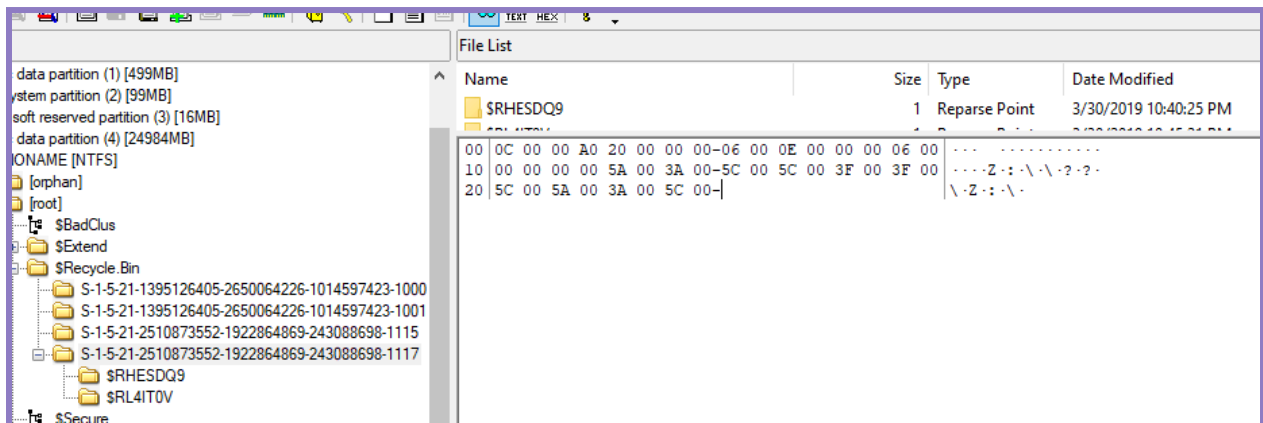 TEXT HEX
File List
data partition (1) [499MB]
ystem partition (2) [99MB]
soft reserved partition (3) [16MB]
data partition (4) [24984MB]
IONAME [NTFS]
[orphan]
[root]
$BadClus
$Extend
$Recycle.Bin
S-1-5-21-1395126405-2650064226-1014597423-1000
S-1-5-21-1395126405-2650064226-1014597423-1001
S-1-5-21-2510873552-1922864869-243088698-1115
S-1-5-21-2510873552-1922864869-243088698-1117
$RHESDQ9
$RL4IT0V
$Secure
Name Size Type Date Modified
$RHESDQ9 1 Reparse Point 3/30/2019 10:40:25 PM
00 0C 00 00 A0 20 00 00 00-06 00 0E 00 00 00 06 00 ··· ···········
10 00 00 00 00 5A 00 3A 00-5C 00 5C 00 3F 00 3F 00 ····Z·:·\·\·?·?·
20 5C 00 5A 00 3A 00 5C 00- \·Z·:·\·